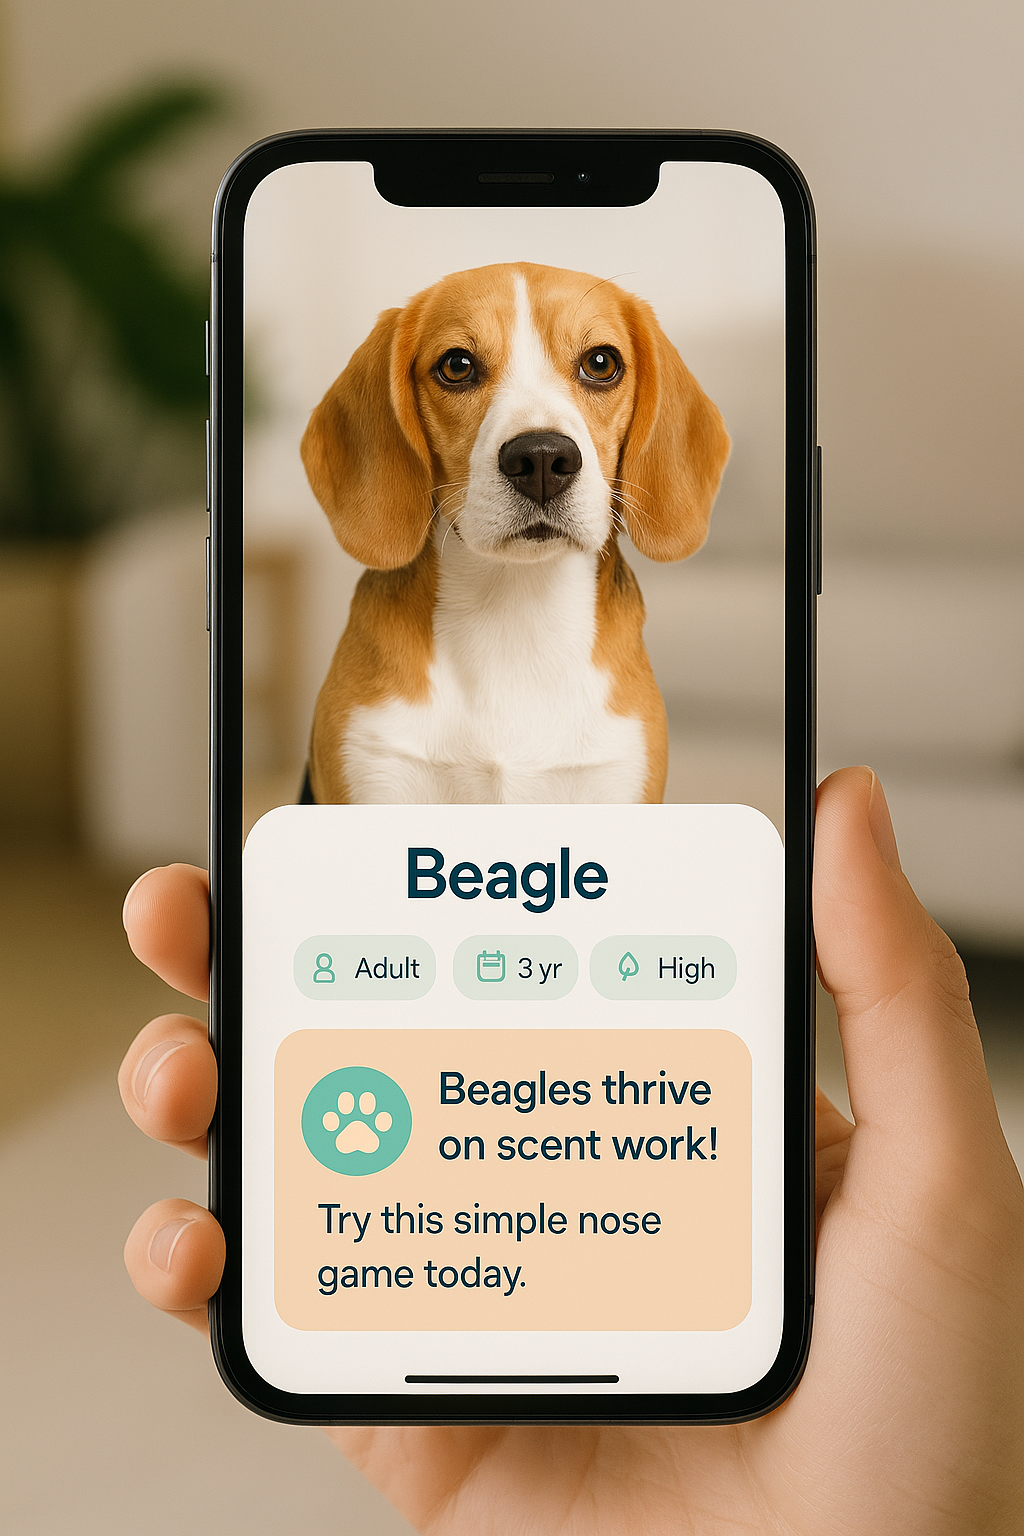 Beagle
Adult
3 yr
High
Beagles thrive
on scent work!
Try this simple nose
game today.